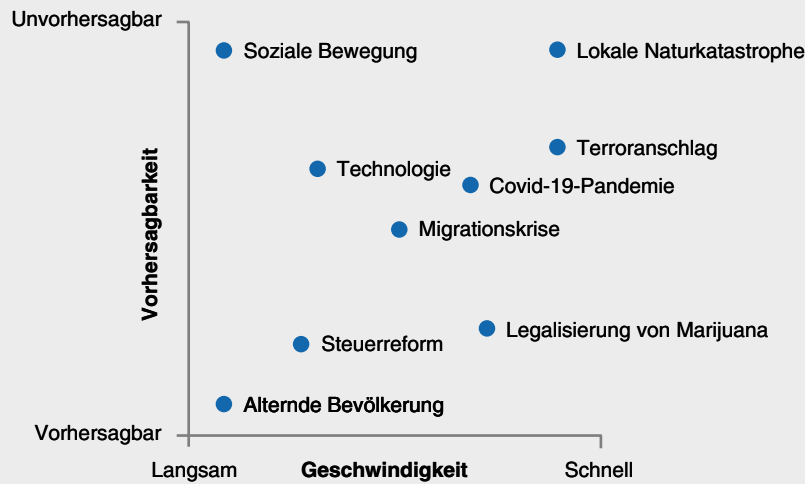 Unvorhersagbar
Soziale Bewegung
Lokale Naturkatastrophe
Terroranschlag
Technologie
Covid-19-Pandemie
Vorhersagbarkeit
Migrationskrise
Legalisierung von Marijuana
Steuerreform
Alternde Bevölkerung
Vorhersagbar
Langsam
Geschwindigkeit
Schnell